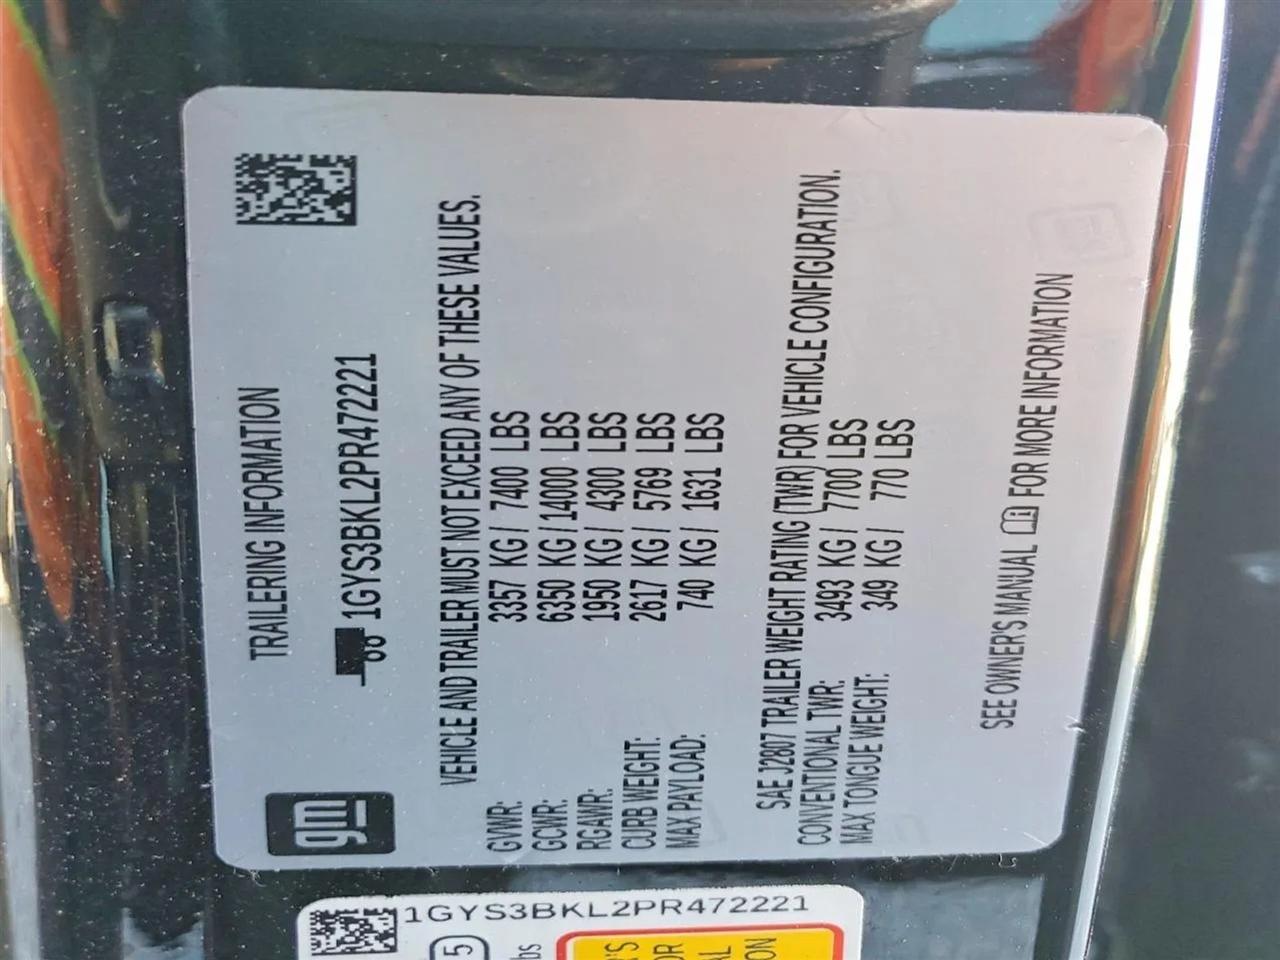 gm
TRAILERING INFORMATION
1GYS3BKL2PR472221
VEHICLE AND TRAILER MUST NOT EXCEED ANY OF THESE VALUES.
GVWR: 3357 KG / 7400 LBS
GCWR: 6350 KG / 14000 LBS
RGAWR: 1950 KG / 4300 LBS
CURB WEIGHT: 2617 KG / 5769 LBS
MAX PAYLOAD: 740 KG / 1631 LBS
SAE J2807 TRAILER WEIGHT RATING (TWR) FOR VEHICLE CONFIGURATION.
CONVENTIONAL TWR: 3493 KG / 7700 LBS
MAX TONGUE WEIGHT: 349 KG / 770 LBS
SEE OWNER'S MANUAL FOR MORE INFORMATION
1GYS3BKL2PR472221
5